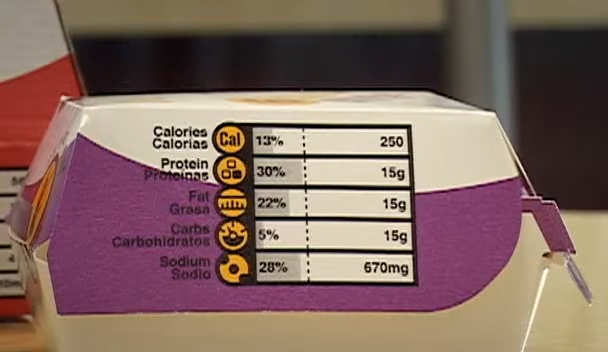 Calories
Calorías Cal 13% 250
Protein
Proteínas 30% 15g
Fat
Grasa 22% 15g
Carbs
Carbohidratos 5% 15g
Sodium
Sodio 28% 670mg